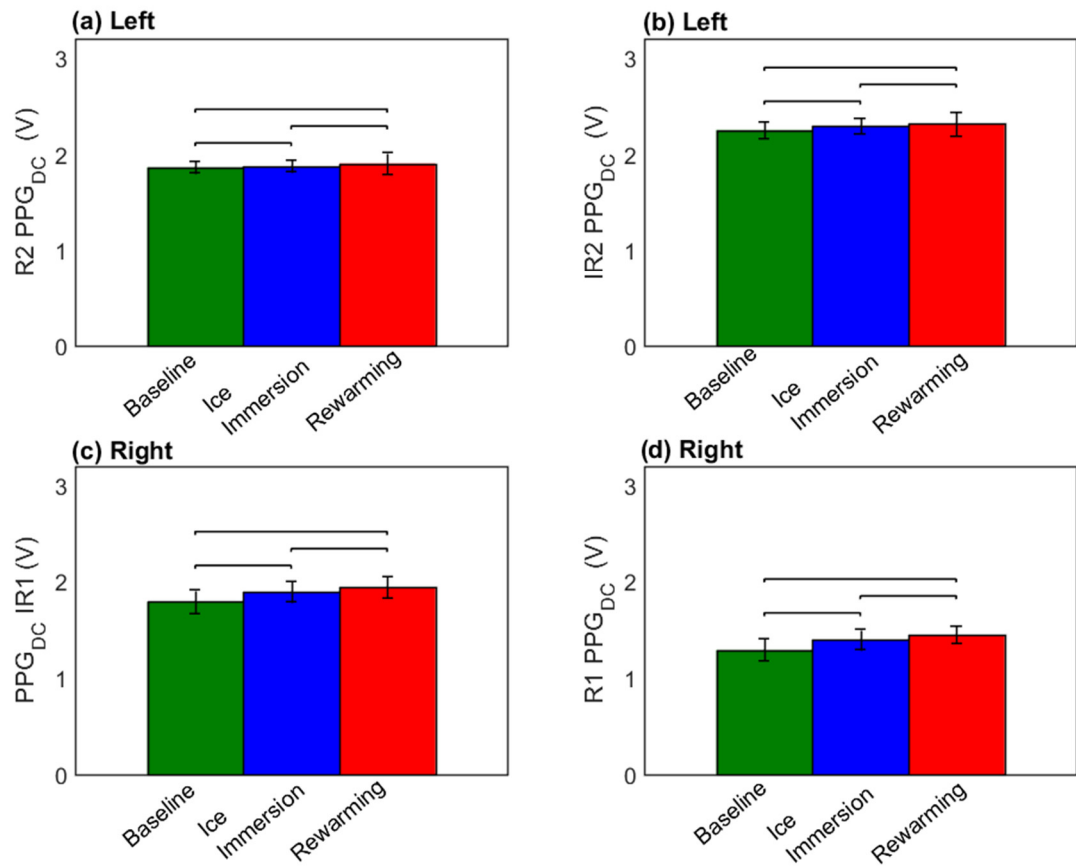 (a) Left
R2 PPG_DC (V)
3
2
1
0
Baseline
Ice
Immersion
Rewarming
(b) Left
IR2 PPG_DC (V)
3
2
1
0
Baseline
Ice
Immersion
Rewarming
(c) Right
PPG_DC IR1 (V)
3
2
1
0
Baseline
Ice
Immersion
Rewarming
(d) Right
R1 PPG_DC (V)
3
2
1
0
Baseline
Ice
Immersion
Rewarming